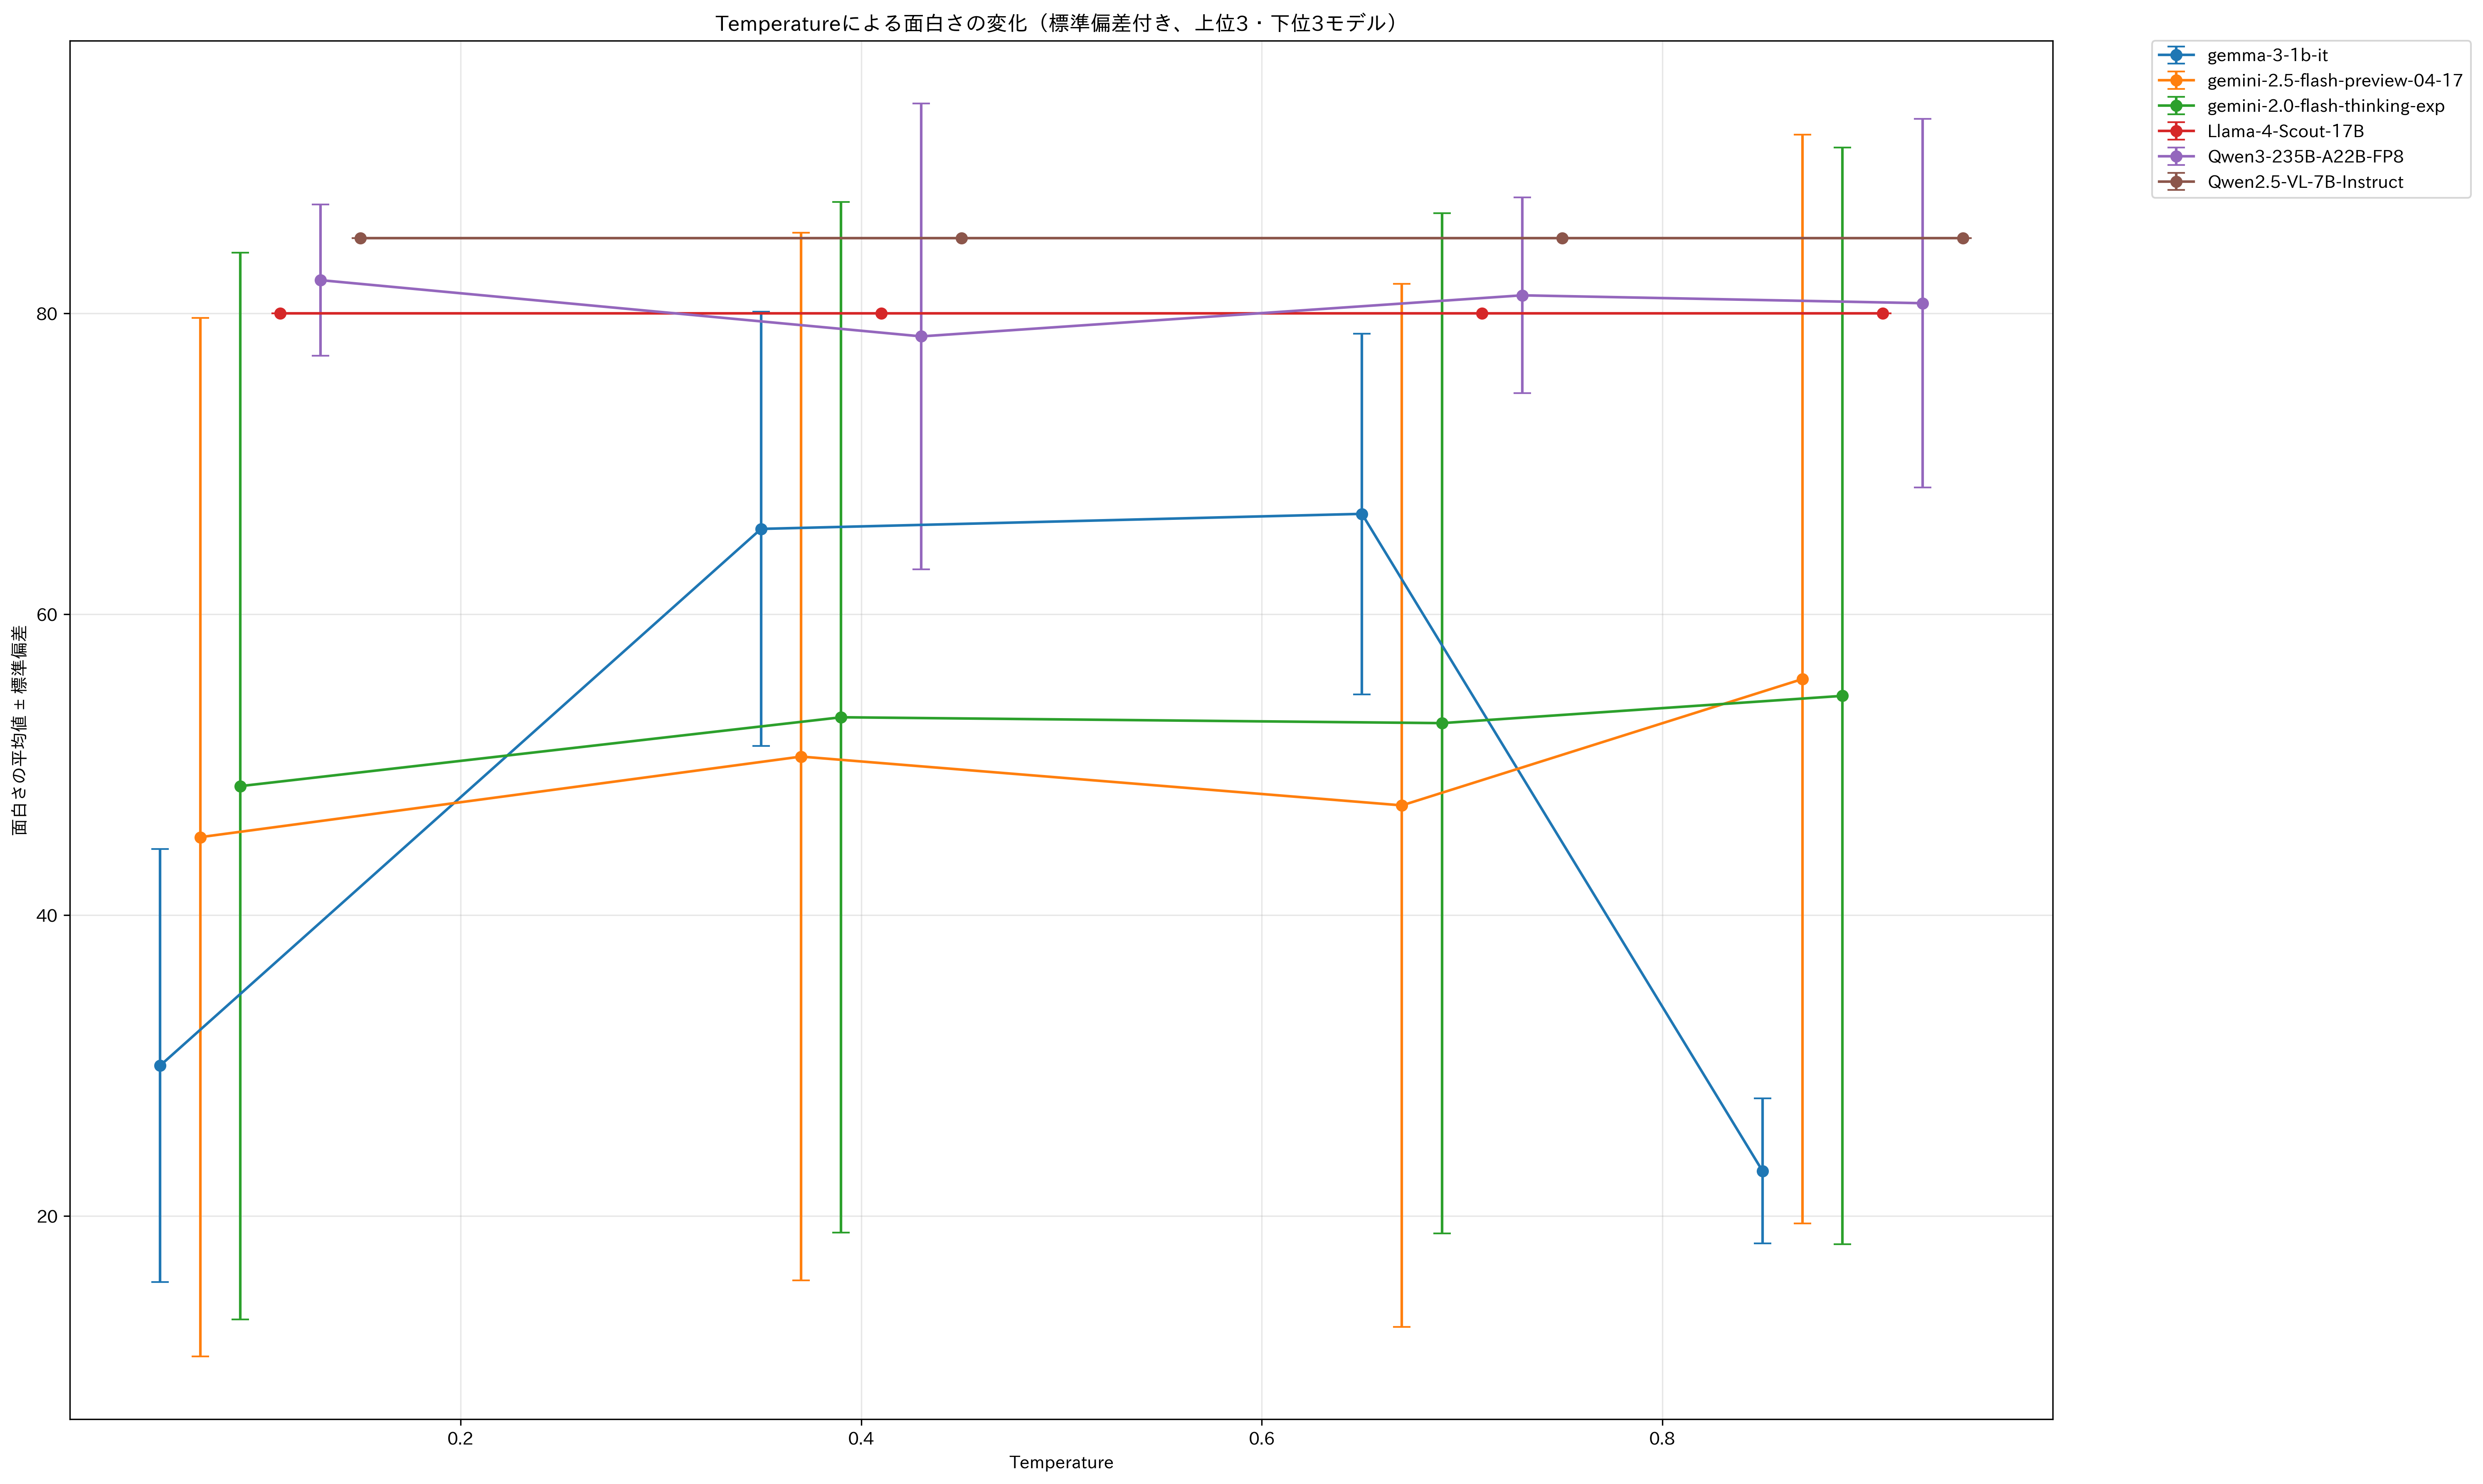 Temperatureによる面白さの変化（標準偏差付き、上位3・下位3モデル）
gemma-3-1b-it
gemini-2.5-flash-preview-04-17
gemini-2.0-flash-thinking-exp
Llama-4-Scout-17B
Qwen3-235B-A22B-FP8
Qwen2.5-VL-7B-Instruct
面白さの平均値 ± 標準偏差
80
60
40
20
0.2
0.4
0.6
0.8
Temperature